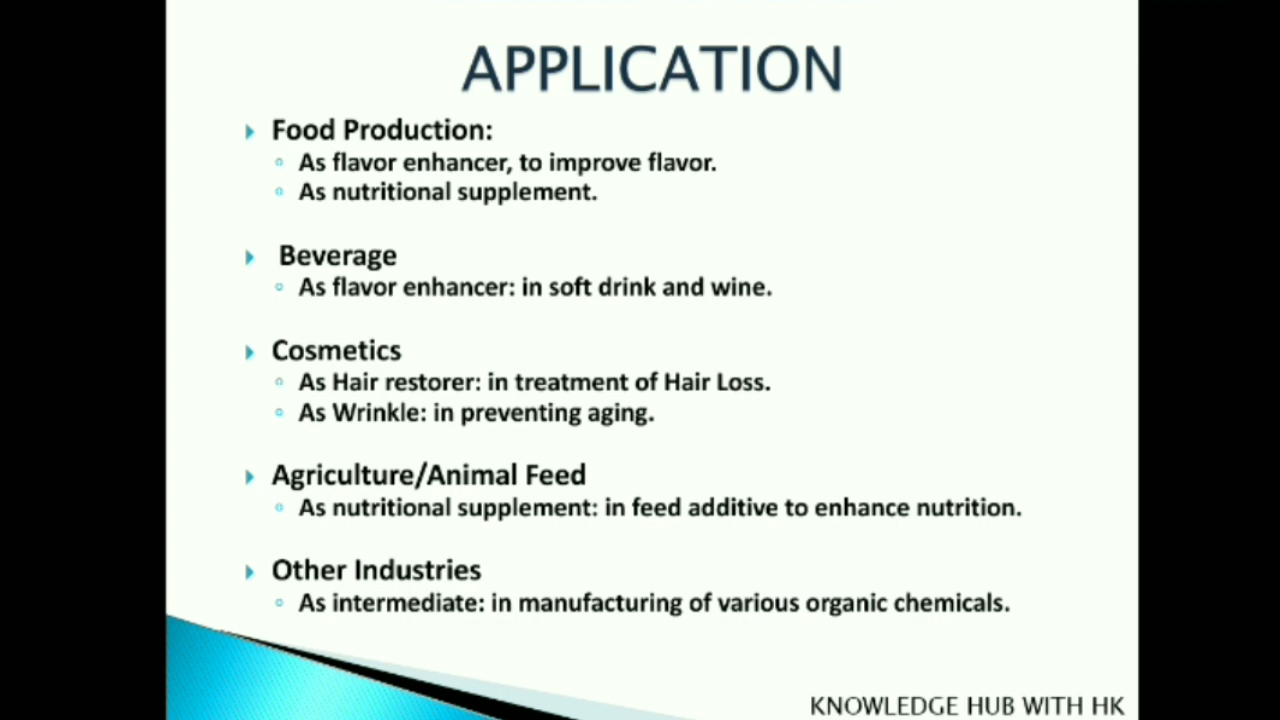 APPLICATION
Food Production:
As flavor enhancer, to improve flavor.
As nutritional supplement.
Beverage
As flavor enhancer: in soft drink and wine.
Cosmetics
As Hair restorer: in treatment of Hair Loss.
As Wrinkle: in preventing aging.
Agriculture/Animal Feed
As nutritional supplement: in feed additive to enhance nutrition.
Other Industries
As intermediate: in manufacturing of various organic chemicals.
KNOWLEDGE HUB WITH HK